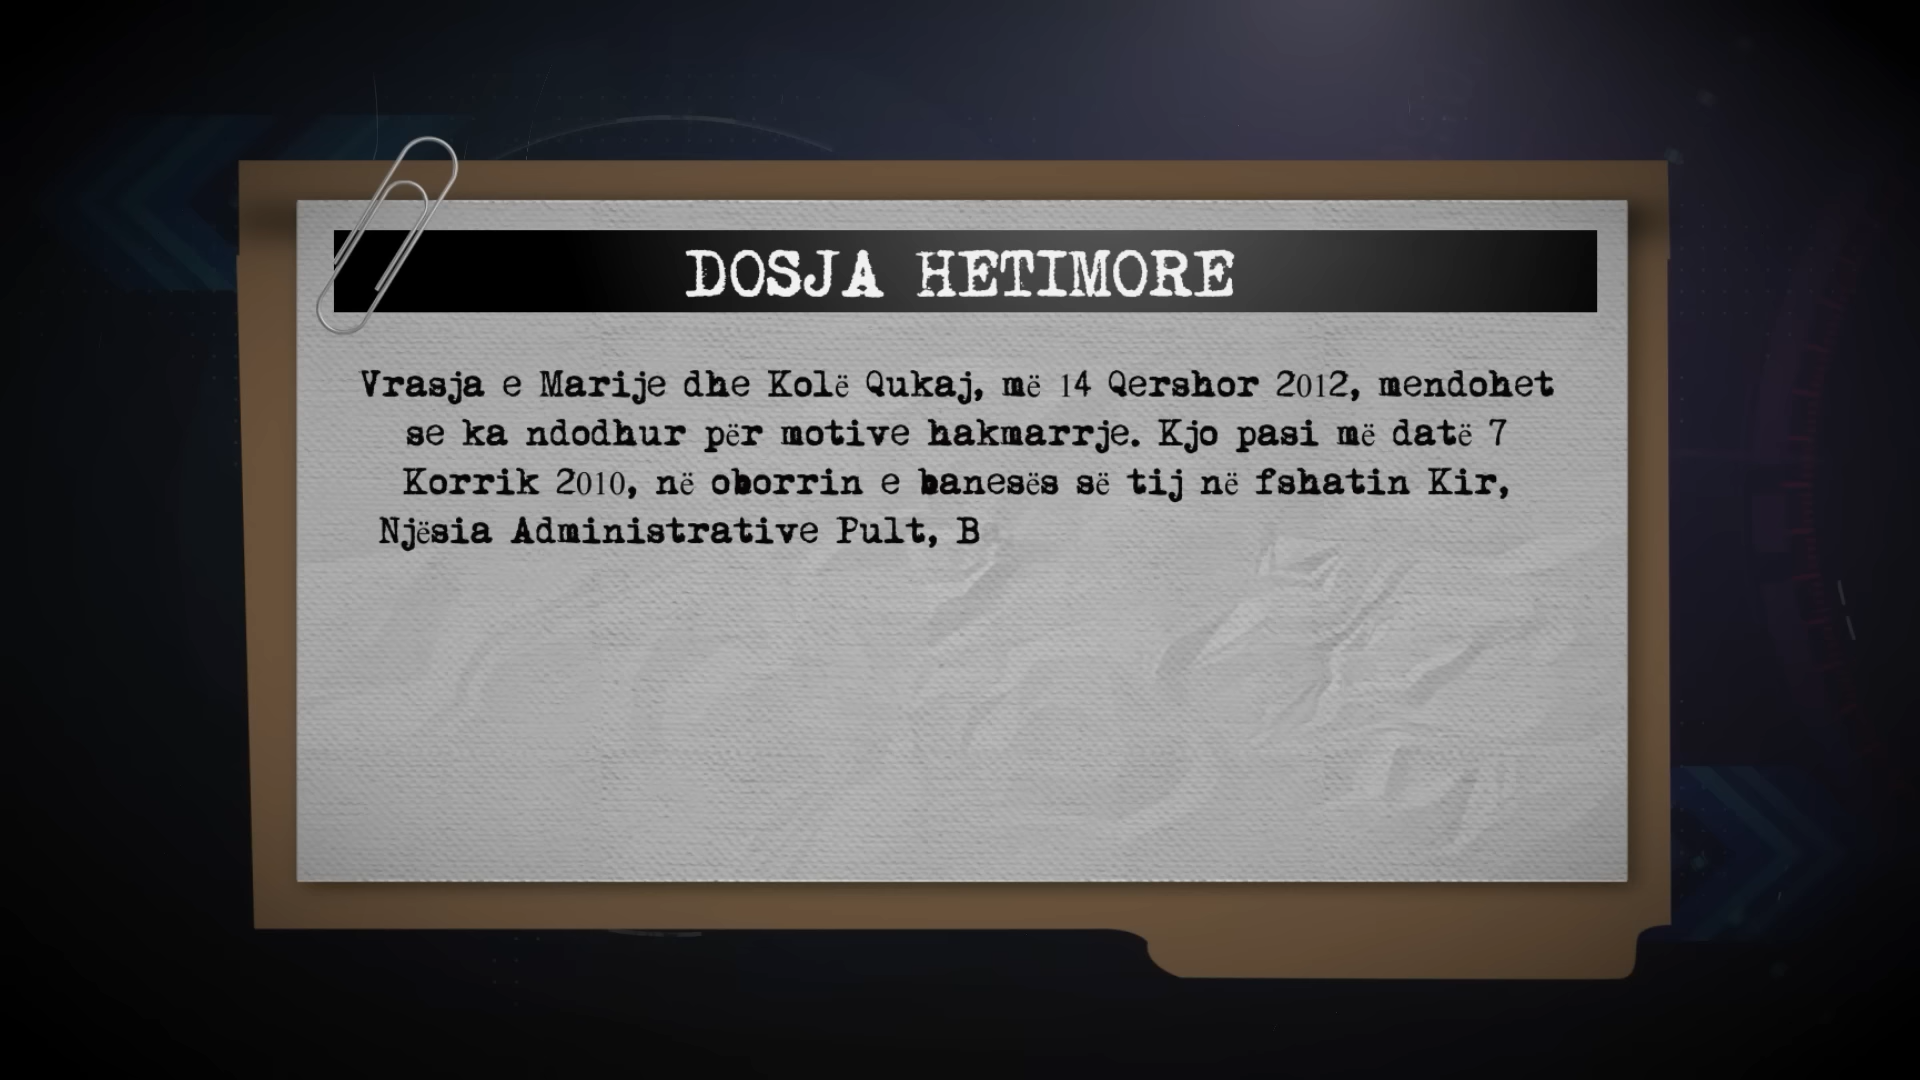 DOSJA HETIMORE
Vrasja e Marije dhe Kolë Qukaj, më 14 Qershor 2012, mendohet
se ka ndodhur për motive hakmarrje. Kjo pasi më datë 7
Korrik 2010, në oborrin e banesës së tij në fshatin Kir,
Njësia Administrative Pult, B